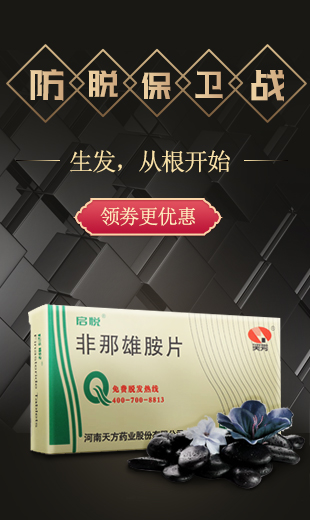 防脱保卫战
生发，从根开始
领券更优惠
启悦®
非那雄胺片
天方
Q
免费脱发热线
400-700-8813
河南天方药业股份有限公司